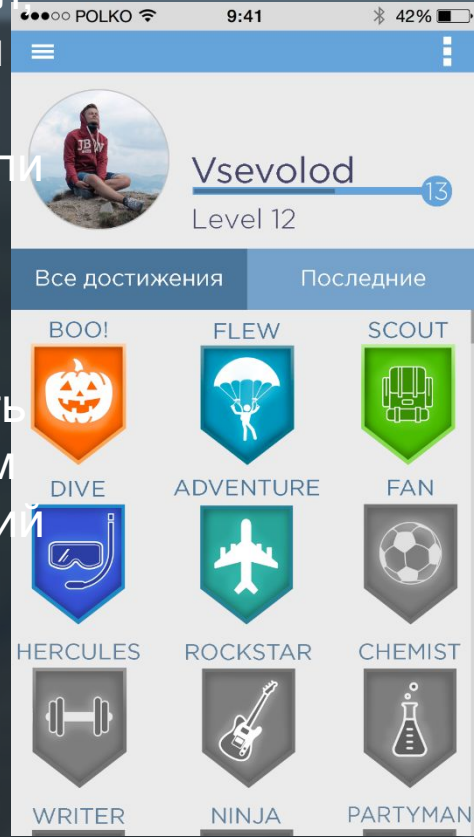 POLKO 9:41 42%
Vsevolod
13
Level 12
Все достижения Последние
BOO! FLEW SCOUT
DIVE ADVENTURE FAN
HERCULES ROCKSTAR CHEMIST
WRITER NINJA PARTYMAN